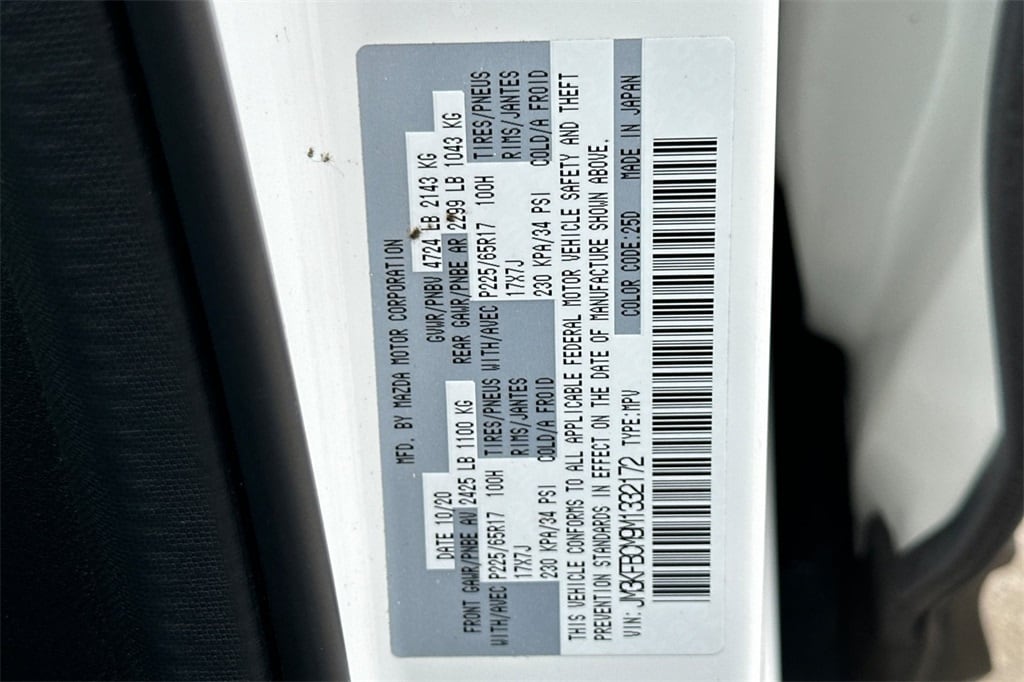 MFD. BY MAZDA MOTOR CORPORATION
DATE 10/20 GVWR/PNBV 4724 LB 2143 KG
FRONT GAWR/PNBE AV 2425 LB 1100 KG REAR GAWR/PNBE AR 2299 LB 1043 KG
WITH/AVEC P225/65R17 100H TIRES/PNEUS WITH/AVEC P225/65R17 100H TIRES/PNEUS
17X7J RIMS/JANTES 17X7J RIMS/JANTES
230 KPA/34 PSI COLD/A FROID 230 KPA/34 PSI COLD/A FROID
THIS VEHICLE CONFORMS TO ALL APPLICABLE FEDERAL MOTOR VEHICLE SAFETY AND THEFT
PREVENTION STANDARDS IN EFFECT ON THE DATE OF MANUFACTURE SHOWN ABOVE.
VIN: JM3KFB0Y9M1332172 TYPE:MPV COLOR CODE:25D MADE IN JAPAN